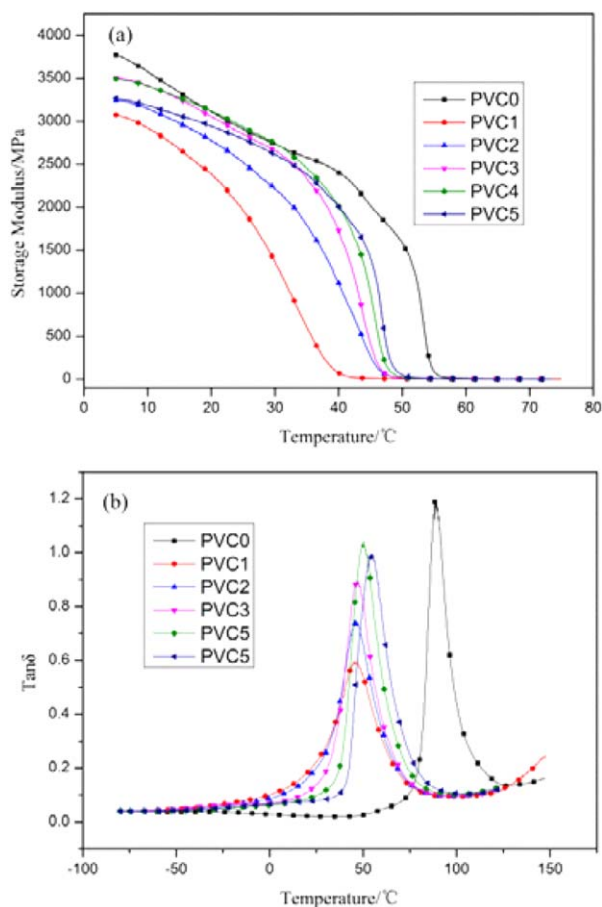 (a)
4000
3500
3000
2500
2000
1500
1000
500
0
Storage Modulus/MPa
PVC0
PVC1
PVC2
PVC3
PVC4
PVC5
0 10 20 30 40 50 60 70 80
Temperature/℃
(b)
1.2
1.0
0.8
0.6
0.4
0.2
0.0
Tanδ
PVC0
PVC1
PVC2
PVC3
PVC5
PVC5
-100 -50 0 50 100 150
Temperature/℃